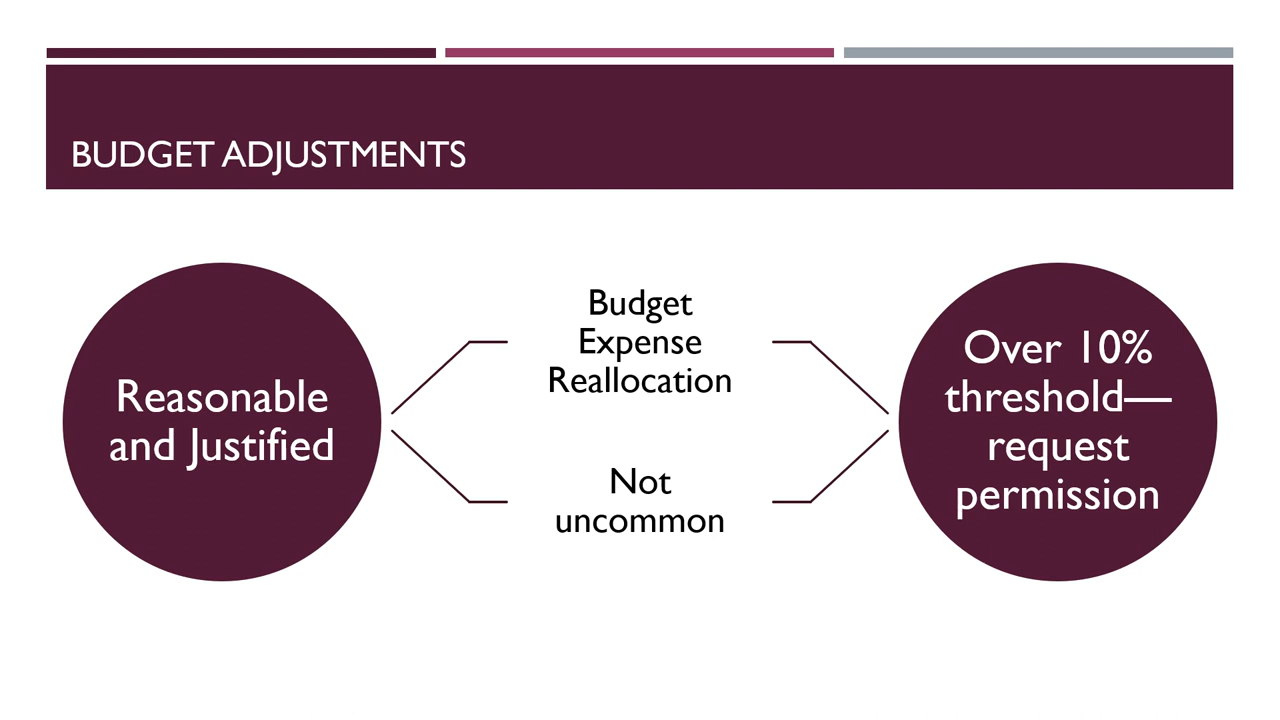 BUDGET ADJUSTMENTS
Reasonable
and Justified
Budget
Expense
Reallocation
Not
uncommon
Over 10%
threshold—
request
permission